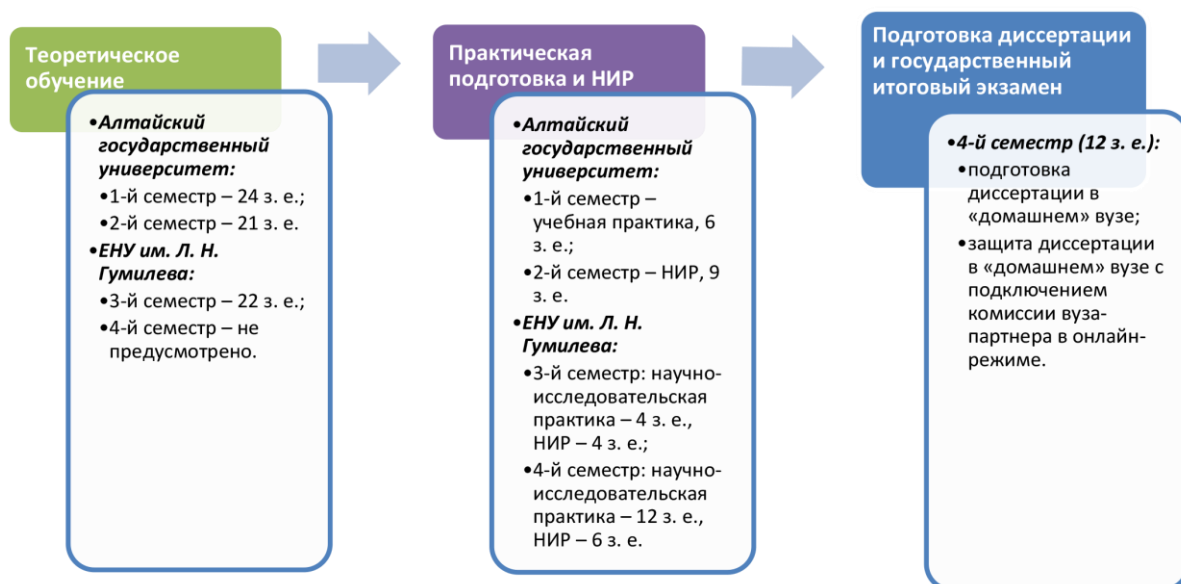 Теоретическое
обучение
•Алтайский
государственный
университет:
•1-й семестр – 24 з. е.;
•2-й семестр – 21 з. е.
•ЕНУ им. Л. Н.
Гумилева:
•3-й семестр – 22 з. е.;
•4-й семестр – не
предусмотрено.
Практическая
подготовка и НИР
•Алтайский
государственный
университет:
•1-й семестр –
учебная практика, 6
з. е.;
•2-й семестр – НИР, 9
з. е.
•ЕНУ им. Л. Н.
Гумилева:
•3-й семестр: научно-
исследовательская
практика – 4 з. е.,
НИР – 4 з. е.;
•4-й семестр: научно-
исследовательская
практика – 12 з. е.,
НИР – 6 з. е.
Подготовка диссертации
и государственный
итоговый экзамен
•4-й семестр (12 з. е.):
•подготовка
диссертации в
«домашнем» вузе;
•защита диссертации
в «домашнем» вузе с
подключением
комиссии вуза-
партнера в онлайн-
режиме.